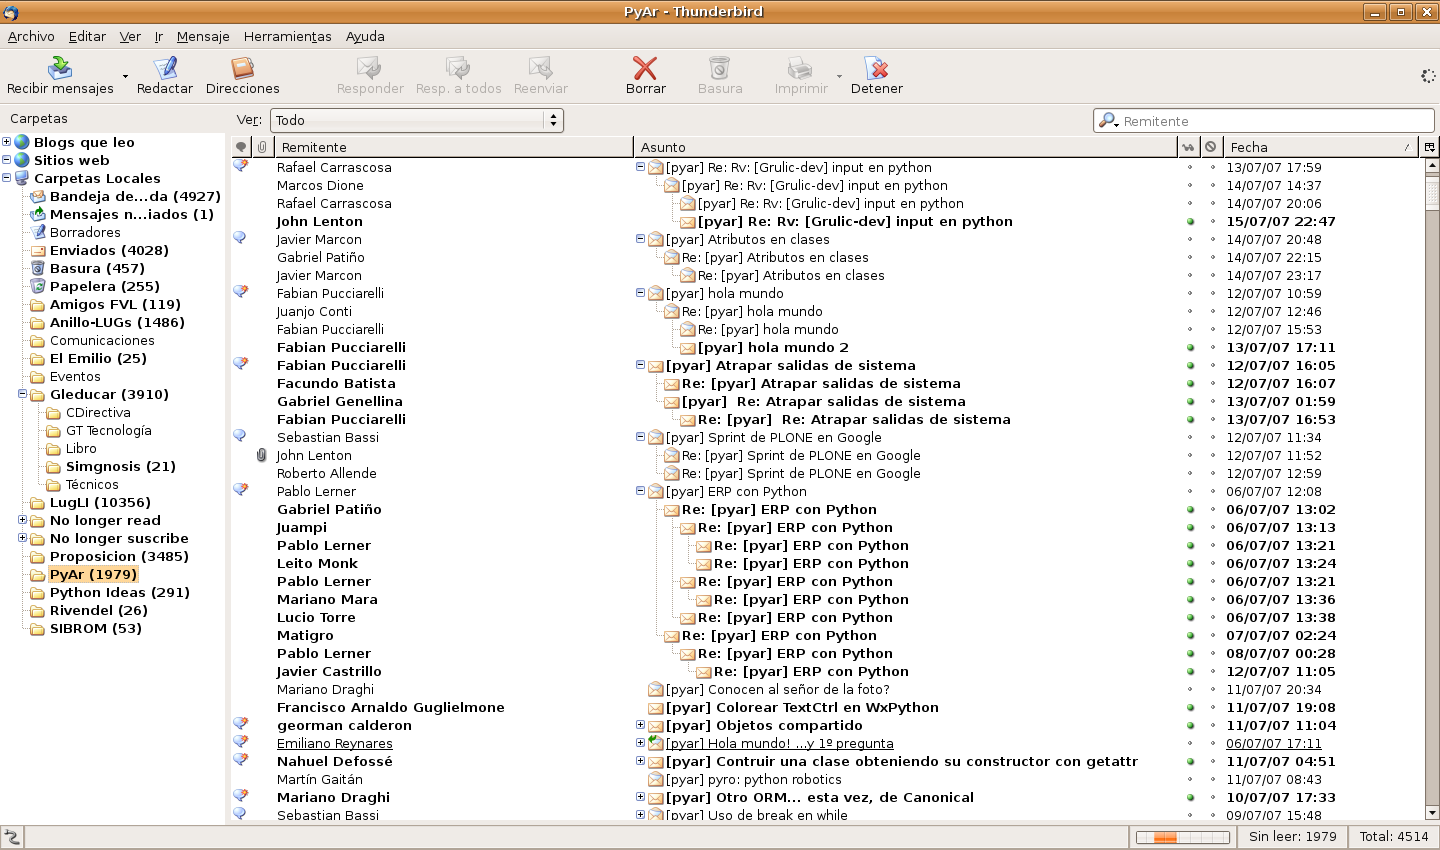 PyAr - Thunderbird
Archivo Editar Ver Ir Mensaje Herramientas Ayuda
Recibir mensajes Redactar Direcciones Responder Resp. a todos Reenviar Borrar Basura Imprimir Detener
Carpetas Ver: Todo Remitente
Remitente Asunto Fecha
Blogs que leo
Sitios web
Carpetas Locales
Bandeja de...da (4927)
Mensajes n...iados (1)
Borradores
Enviados (4028)
Basura (457)
Papelera (255)
Amigos FVL (119)
Anillo-LUGs (1486)
Comunicaciones
El Emilio (25)
Eventos
Gleducar (3910)
CDirectiva
GT Tecnología
Libro
Simgnosis (21)
Técnicos
LugLI (10356)
No longer read
No longer suscribe
Proposicion (3485)
PyAr (1979)
Python Ideas (291)
Rivendel (26)
SIBROM (53)
Rafael Carrascosa [pyar] Re: Rv: [Grulic-dev] input en python 13/07/07 17:59
Marcos Dione [pyar] Re: Rv: [Grulic-dev] input en python 14/07/07 14:37
Rafael Carrascosa [pyar] Re: Rv: [Grulic-dev] input en python 14/07/07 20:06
John Lenton [pyar] Re: Rv: [Grulic-dev] input en python 15/07/07 22:47
Javier Marcon [pyar] Atributos en clases 14/07/07 20:48
Gabriel Patiño Re: [pyar] Atributos en clases 14/07/07 22:15
Javier Marcon Re: [pyar] Atributos en clases 14/07/07 23:17
Fabian Pucciarelli [pyar] hola mundo 12/07/07 10:59
Juanjo Conti Re: [pyar] hola mundo 12/07/07 12:46
Fabian Pucciarelli Re: [pyar] hola mundo 12/07/07 15:53
Fabian Pucciarelli [pyar] hola mundo 2 13/07/07 17:11
Fabian Pucciarelli [pyar] Atrapar salidas de sistema 12/07/07 16:05
Facundo Batista Re: [pyar] Atrapar salidas de sistema 12/07/07 16:07
Gabriel Genellina [pyar]  Re: Atrapar salidas de sistema 13/07/07 01:59
Fabian Pucciarelli Re: [pyar]  Re: Atrapar salidas de sistema 13/07/07 16:53
Sebastian Bassi [pyar] Sprint de PLONE en Google 12/07/07 11:34
John Lenton Re: [pyar] Sprint de PLONE en Google 12/07/07 11:52
Roberto Allende Re: [pyar] Sprint de PLONE en Google 12/07/07 12:59
Pablo Lerner [pyar] ERP con Python 06/07/07 12:08
Gabriel Patiño Re: [pyar] ERP con Python 06/07/07 13:02
Juampi Re: [pyar] ERP con Python 06/07/07 13:13
Pablo Lerner Re: [pyar] ERP con Python 06/07/07 13:21
Leito Monk Re: [pyar] ERP con Python 06/07/07 13:24
Pablo Lerner Re: [pyar] ERP con Python 06/07/07 13:21
Mariano Mara Re: [pyar] ERP con Python 06/07/07 13:36
Lucio Torre Re: [pyar] ERP con Python 06/07/07 13:38
Matigro Re: [pyar] ERP con Python 07/07/07 02:24
Pablo Lerner Re: [pyar] ERP con Python 08/07/07 00:28
Javier Castrillo Re: [pyar] ERP con Python 12/07/07 11:05
Mariano Draghi [pyar] Conocen al señor de la foto? 11/07/07 20:34
Francisco Arnaldo Guglielmone [pyar] Colorear TextCtrl en WxPython 11/07/07 19:08
georman calderon [pyar] Objetos compartido 11/07/07 11:04
Emiliano Reynares [pyar] Hola mundo! ...y 1º pregunta 06/07/07 17:11
Nahuel Defossé [pyar] Contruir una clase obteniendo su constructor con getattr 11/07/07 04:51
Martín Gaitán [pyar] pyro: python robotics 11/07/07 08:43
Mariano Draghi [pyar] Otro ORM... esta vez, de Canonical 10/07/07 17:33
Sebastian Bassi [pyar] Uso de break en while 09/07/07 15:48
Sin leer: 1979 Total: 4514